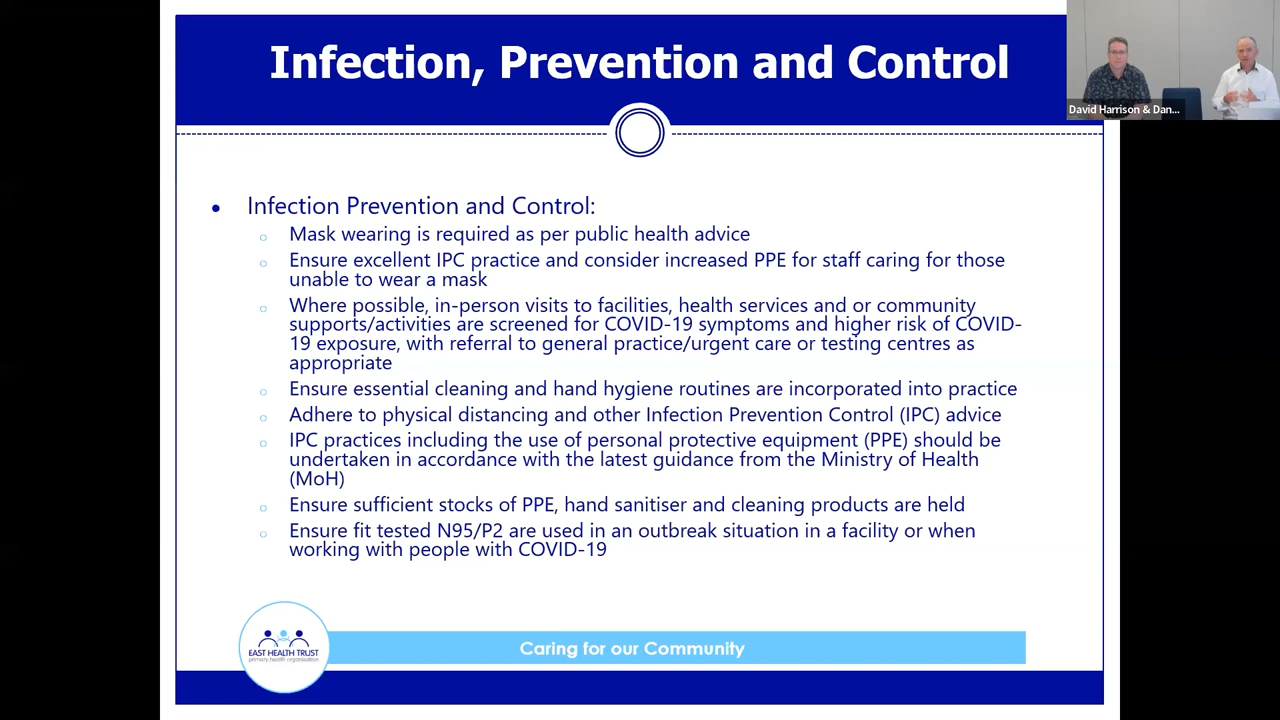 Infection, Prevention and Control
David Harrison & Dan...
• Infection Prevention and Control:
o Mask wearing is required as per public health advice
o Ensure excellent IPC practice and consider increased PPE for staff caring for those
unable to wear a mask
o Where possible, in-person visits to facilities, health services and or community
supports/activities are screened for COVID-19 symptoms and higher risk of COVID-
19 exposure, with referral to general practice/urgent care or testing centres as
appropriate
o Ensure essential cleaning and hand hygiene routines are incorporated into practice
o Adhere to physical distancing and other Infection Prevention Control (IPC) advice
o IPC practices including the use of personal protective equipment (PPE) should be
undertaken in accordance with the latest guidance from the Ministry of Health
(MoH)
o Ensure sufficient stocks of PPE, hand sanitiser and cleaning products are held
o Ensure fit tested N95/P2 are used in an outbreak situation in a facility or when
working with people with COVID-19
EAST HEALTH TRUST
primary health organisation
Caring for our Community